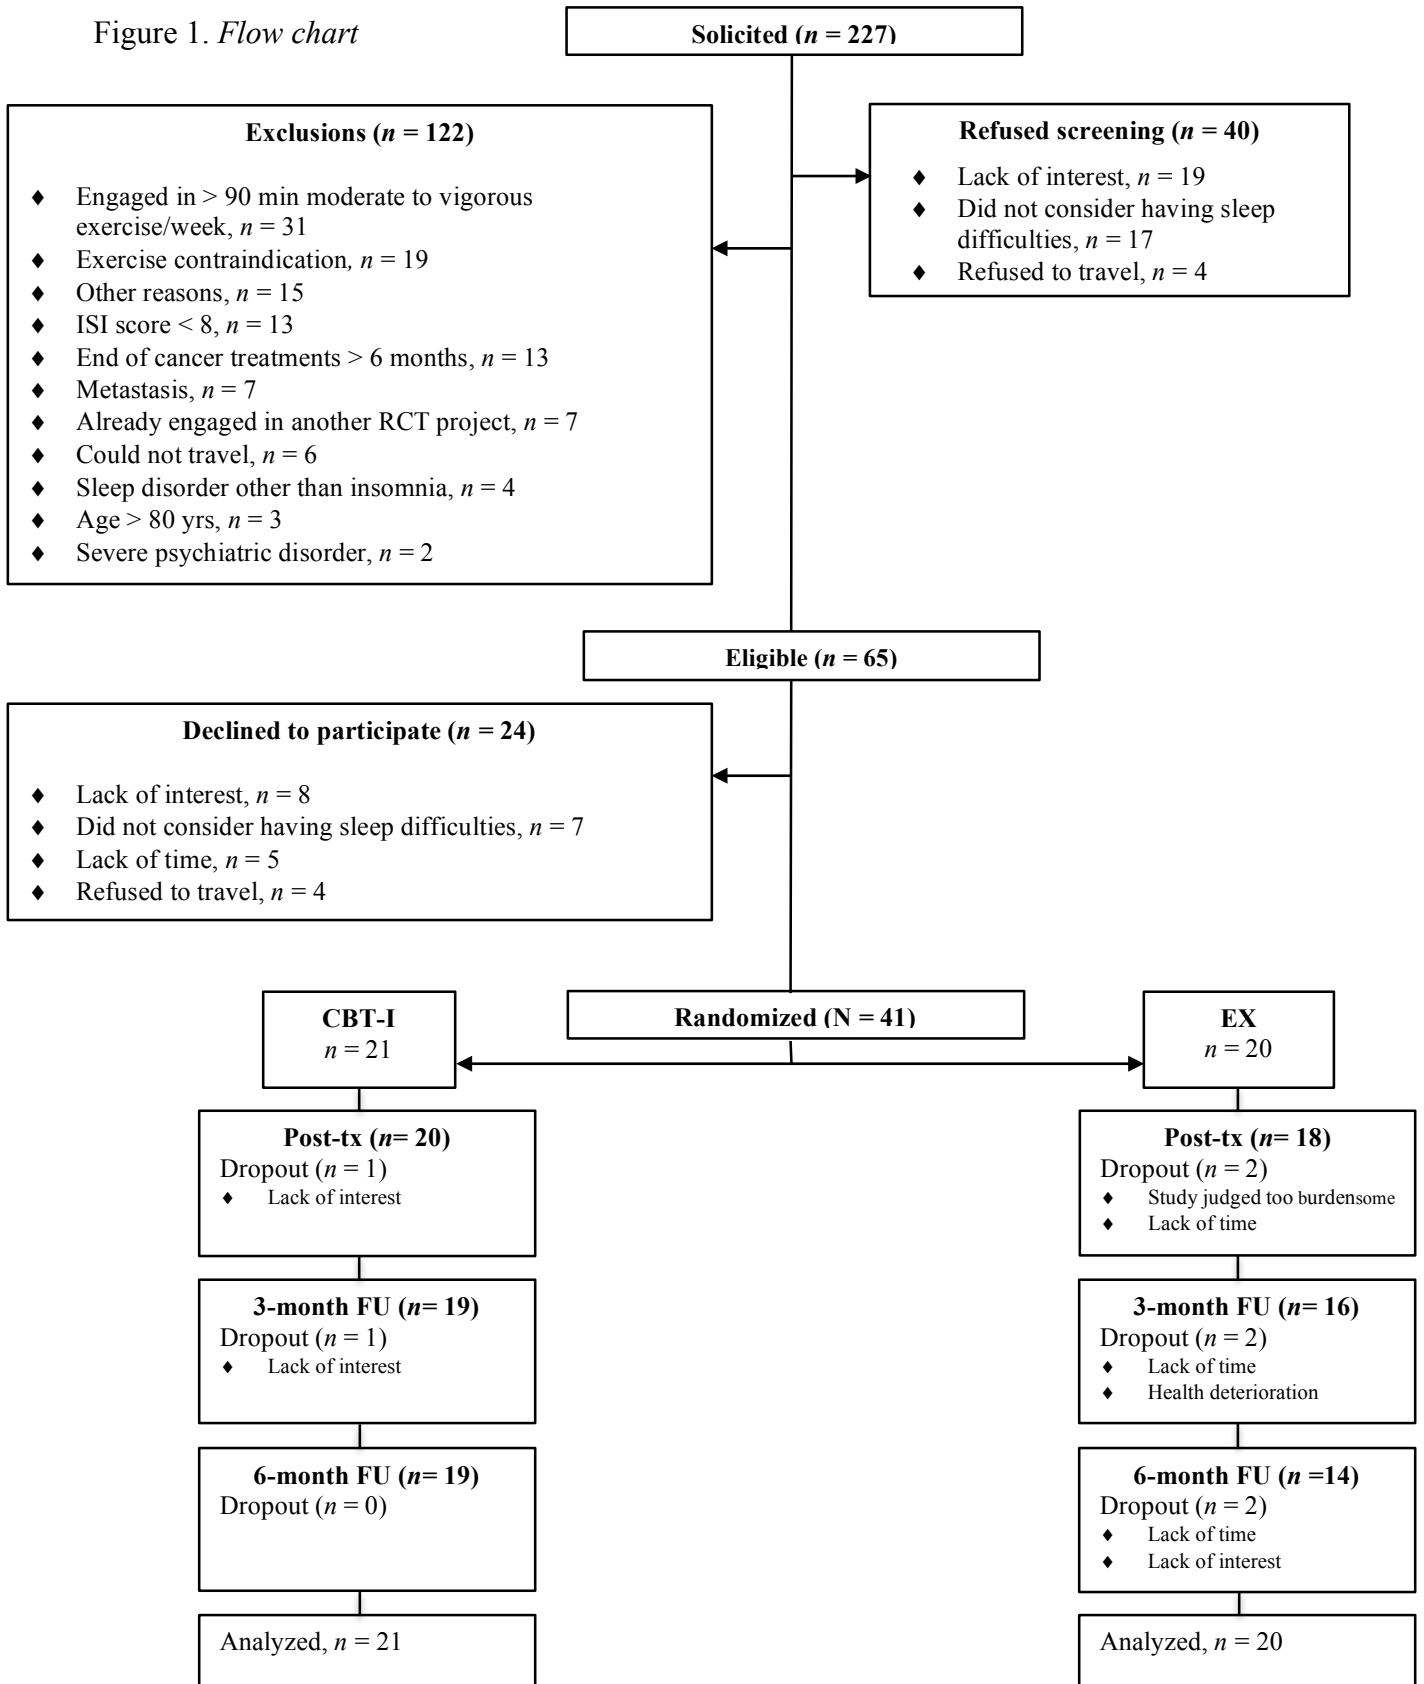 Figure 1. Flow chart
Solicited (n = 227)
Exclusions (n = 122)
♦ Engaged in > 90 min moderate to vigorous
exercise/week, n = 31
♦ Exercise contraindication, n = 19
♦ Other reasons, n = 15
♦ ISI score < 8, n = 13
♦ End of cancer treatments > 6 months, n = 13
♦ Metastasis, n = 7
♦ Already engaged in another RCT project, n = 7
♦ Could not travel, n = 6
♦ Sleep disorder other than insomnia, n = 4
♦ Age > 80 yrs, n = 3
♦ Severe psychiatric disorder, n = 2
Refused screening (n = 40)
♦ Lack of interest, n = 19
♦ Did not consider having sleep
difficulties, n = 17
♦ Refused to travel, n = 4
Eligible (n = 65)
Declined to participate (n = 24)
♦ Lack of interest, n = 8
♦ Did not consider having sleep difficulties, n = 7
♦ Lack of time, n = 5
♦ Refused to travel, n = 4
Randomized (N = 41)
CBT-I
n = 21
Post-tx (n= 20)
Dropout (n = 1)
♦ Lack of interest
3-month FU (n= 19)
Dropout (n = 1)
♦ Lack of interest
6-month FU (n= 19)
Dropout (n = 0)
Analyzed, n = 21
EX
n = 20
Post-tx (n= 18)
Dropout (n = 2)
♦ Study judged too burdensome
♦ Lack of time
3-month FU (n= 16)
Dropout (n = 2)
♦ Lack of time
♦ Health deterioration
6-month FU (n =14)
Dropout (n = 2)
♦ Lack of time
♦ Lack of interest
Analyzed, n = 20